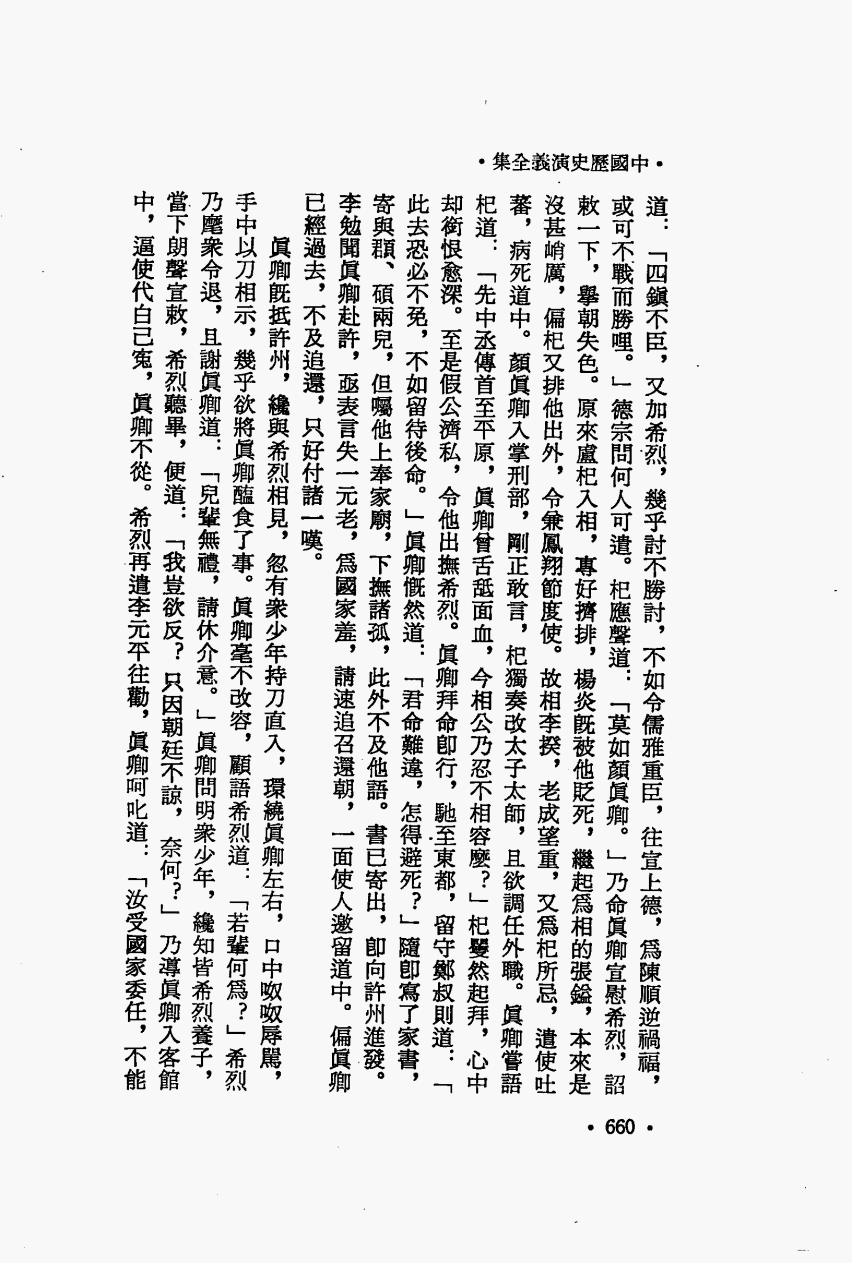 •中國歷史演義全集•
道：「四鎭不臣，又加希烈，幾乎討不勝討，不如令儒雅重臣，往宣上德，爲陳順逆禍福，
或可不戰而勝哩。」德宗問何人可遣。杞應聲道：「莫如顏眞卿。」乃命眞卿宣慰希烈，詔
敕一下，舉朝失色。原來盧杞入相，專好擠排，楊炎旣被他貶死，繼起爲相的張鎰，本來是
沒甚峭厲，偏杞又排他出外，令兼鳳翔節度使。故相李揆，老成望重，又爲杞所忌，遣使吐
蕃，病死道中。顏眞卿入掌刑部，剛正敢言，杞獨奏改太子太師，且欲調任外職。眞卿嘗語
杞道：「先中丞傳首至平原，眞卿曾舌舐面血，今相公乃忍不相容麼？」杞矍然起拜，心中
却銜恨愈深。至是假公濟私，令他出撫希烈。眞卿拜命卽行，馳至東都，留守鄭叔則道：「
此去恐必不免，不如留待後命。」眞卿慨然道：「君命難違，怎得避死？」隨卽寫了家書，
寄與頵、碩兩兒，但囑他上奉家廟，下撫諸孤，此外不及他語。書已寄出，卽向許州進發。
李勉聞眞卿赴許，亟表言失一元老，爲國家羞，請速追召還朝，一面使人邀留道中。偏眞卿
已經過去，不及追還，只好付諸一嘆。
眞卿旣抵許州，纔與希烈相見，忽有衆少年持刀直入，環繞眞卿左右，口中呶呶辱駡，
手中以刀相示，幾乎欲將眞卿醢食了事。眞卿毫不改容，顧語希烈道：「若輩何爲？」希烈
乃麾衆令退，且謝眞卿道：「兒輩無禮，請休介意。」眞卿問明衆少年，纔知皆希烈養子，
當下朗聲宣敕，希烈聽畢，便道：「我豈欲反？只因朝廷不諒，奈何？」乃導眞卿入客館
中，逼使代白己寃，眞卿不從。希烈再遣李元平往勸，眞卿呵叱道：「汝受國家委任，不能
•660•